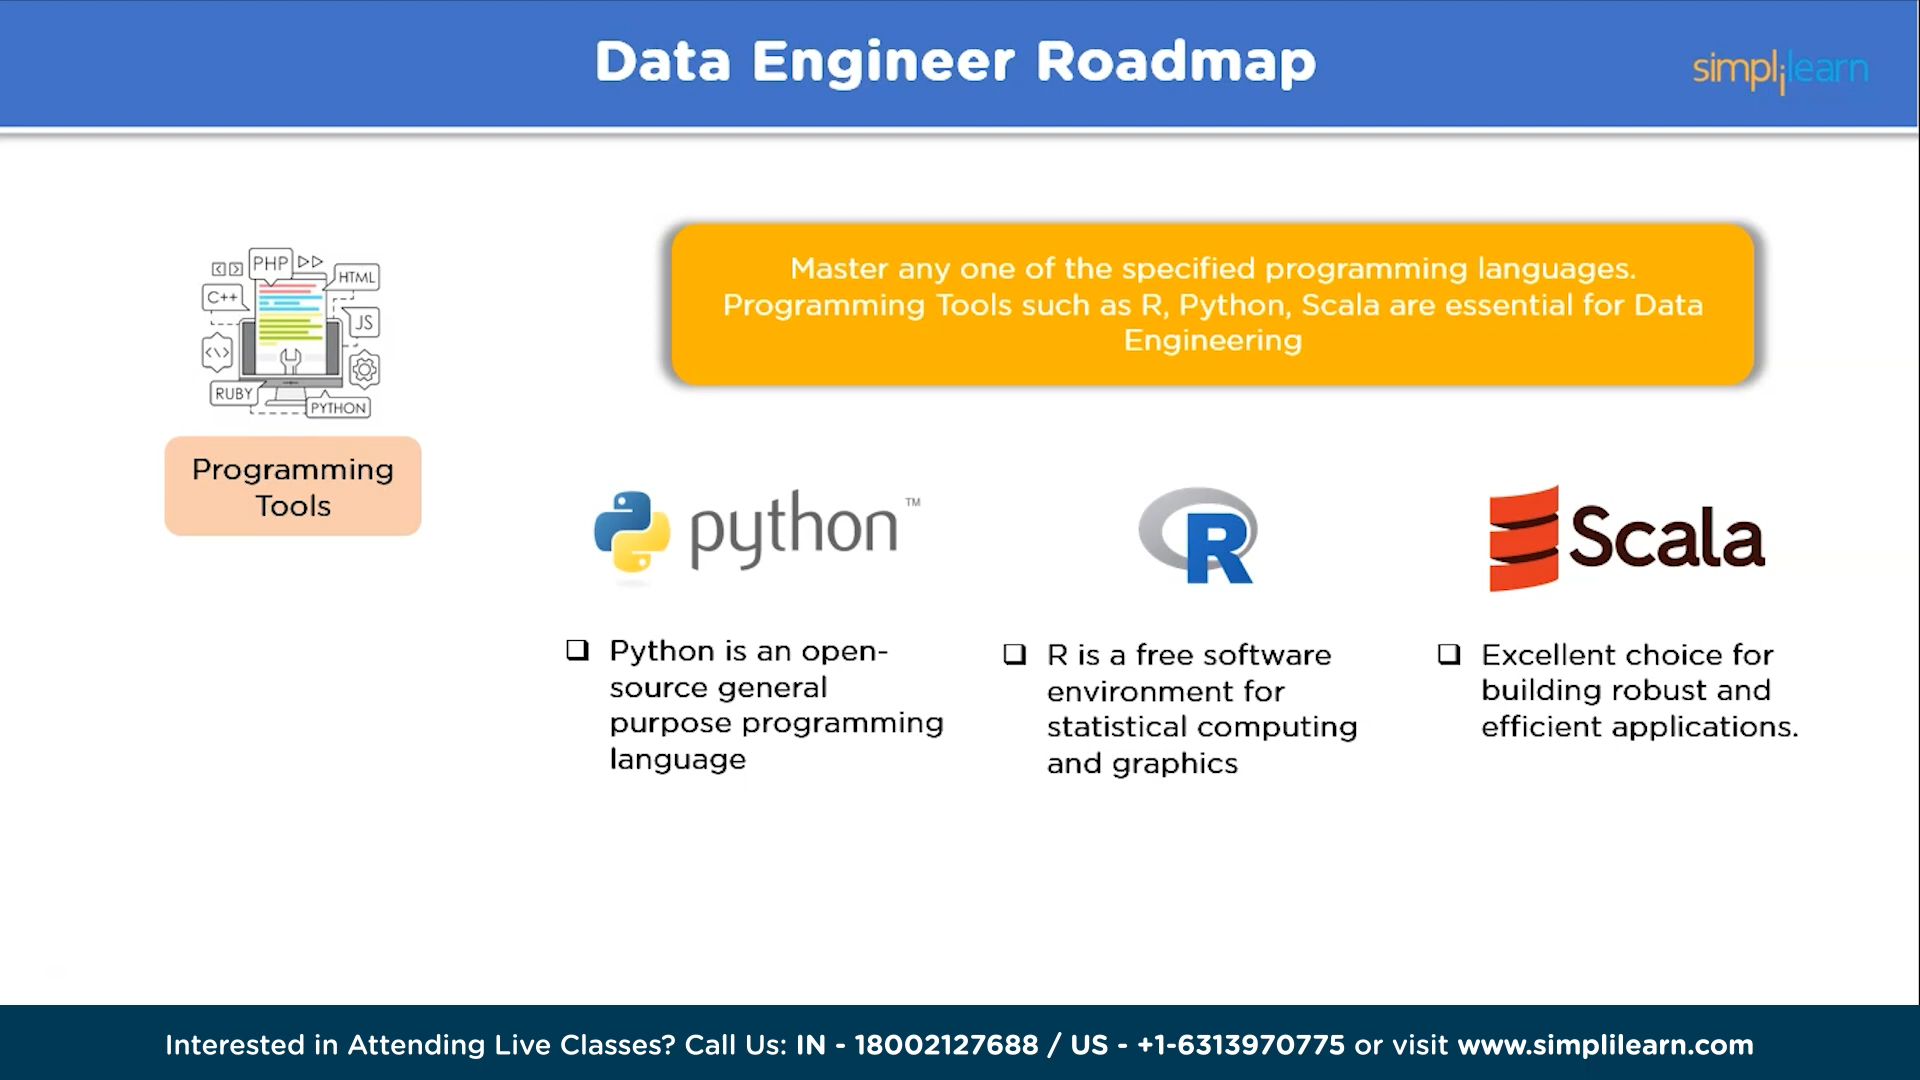 Data Engineer Roadmap
simplilearn
PHP
HTML
C++
JS
RUBY
PYTHON
Programming
Tools
Master any one of the specified programming languages.
Programming Tools such as R, Python, Scala are essential for Data
Engineering
python™
R
Scala
Python is an open-
source general
purpose programming
language
R is a free software
environment for
statistical computing
and graphics
Excellent choice for
building robust and
efficient applications.
Interested in Attending Live Classes? Call Us: IN - 18002127688 / US - +1-6313970775 or visit www.simplilearn.com